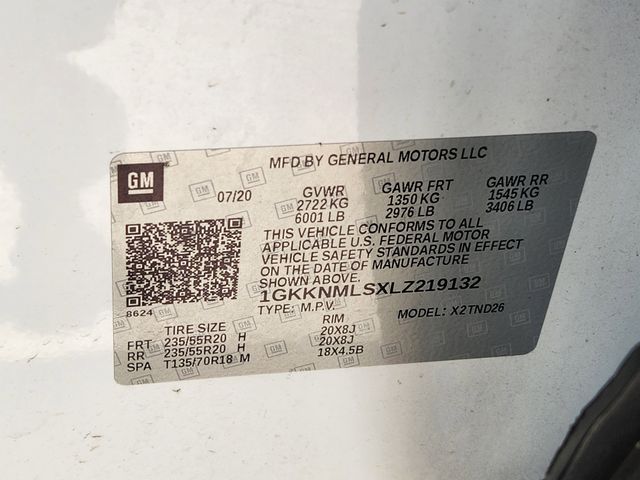 MFD BY GENERAL MOTORS LLC
GM
07/20
GVWR GAWR FRT GAWR RR
2722 KG 1350 KG 1545 KG
6001 LB 2976 LB 3406 LB
THIS VEHICLE CONFORMS TO ALL
APPLICABLE U.S. FEDERAL MOTOR
VEHICLE SAFETY STANDARDS IN EFFECT
ON THE DATE OF MANUFACTURE
SHOWN ABOVE.
1GKKNMLSXLZ219132
8624
TYPE: M.P.V. MODEL: X2TND26
TIRE SIZE RIM
FRT 235/55R20 H 20X8J
RR 235/55R20 H 20X8J
SPA T135/70R18 M 18X4.5B